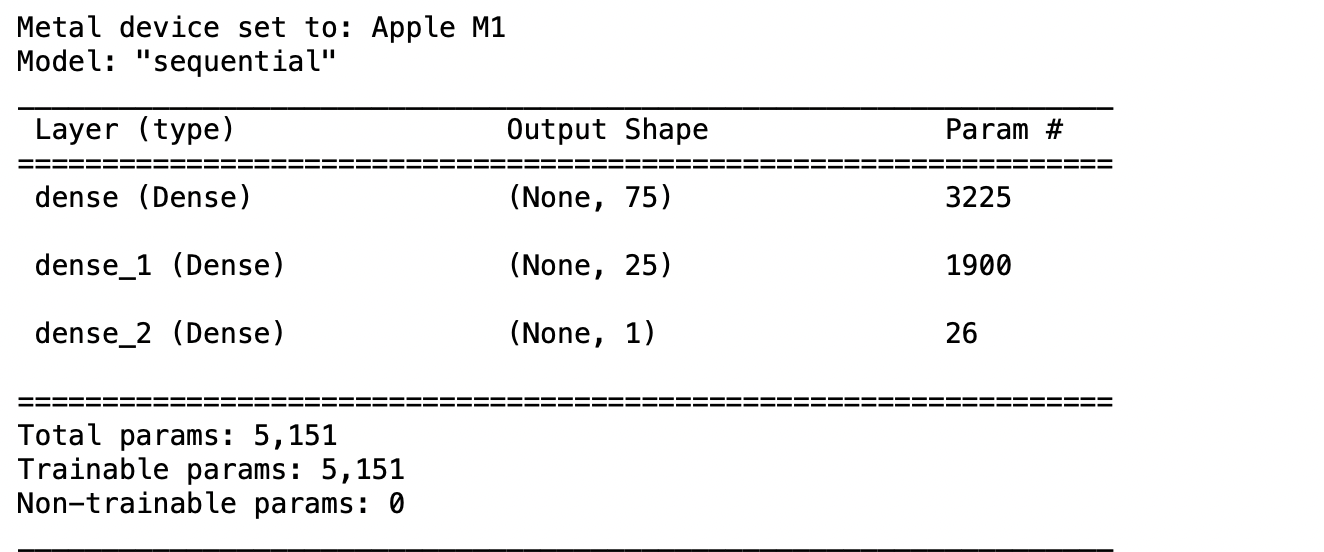 Metal device set to: Apple M1
Model: "sequential"
_________________________________________________________________
Layer (type) Output Shape Param #
=================================================================
dense (Dense) (None, 75) 3225
dense_1 (Dense) (None, 25) 1900
dense_2 (Dense) (None, 1) 26
=================================================================
Total params: 5,151
Trainable params: 5,151
Non-trainable params: 0
_________________________________________________________________